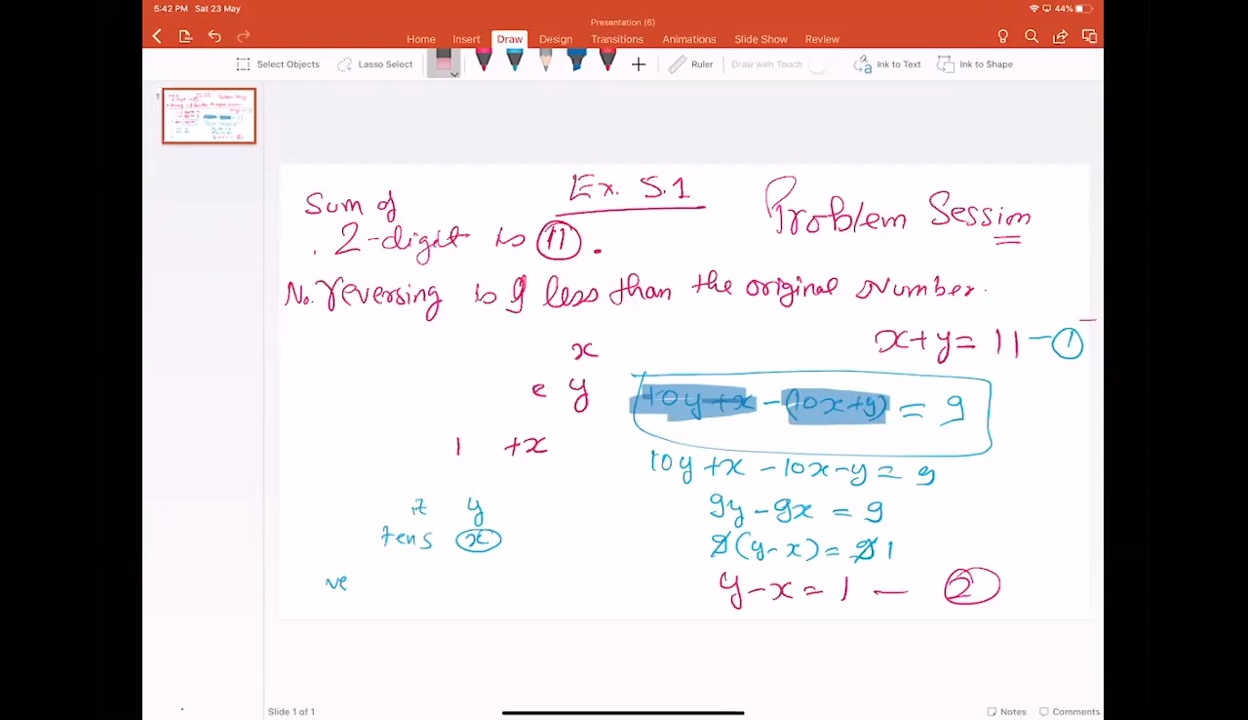 5:42 PM Sat 23 May
44%
Presentation (6)
Home Insert Draw Design Transitions Animations Slide Show Review
Select Objects Lasso Select Ruler Draw with Touch Ink to Text Ink to Shape
1
Ex. 5.1
Problem Session
Sum of
2-digit is 11.
No. reversing is 9 less than the original number.
x
x+y = 11 - 1
e y
10y+x - (10x+y) = 9
1 +x
10y+x - 10x - y = 9
y
9y - 9x = 9
tens x
9(y-x) = 9 1
y - x = 1 — 2
Slide 1 of 1
Notes Comments